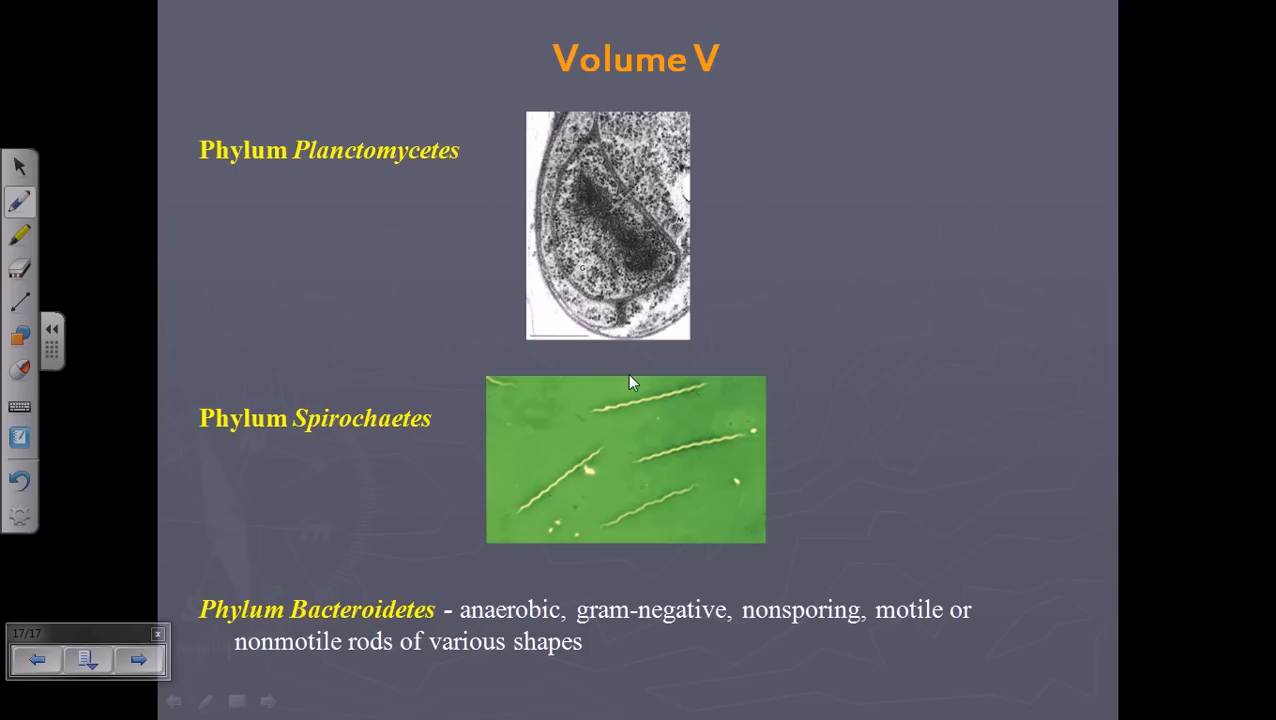 Volume V
Phylum Planctomycetes
M
G
Phylum Spirochaetes
Phylum Bacteroidetes - anaerobic, gram-negative, nonsporing, motile or
nonmotile rods of various shapes
17/17